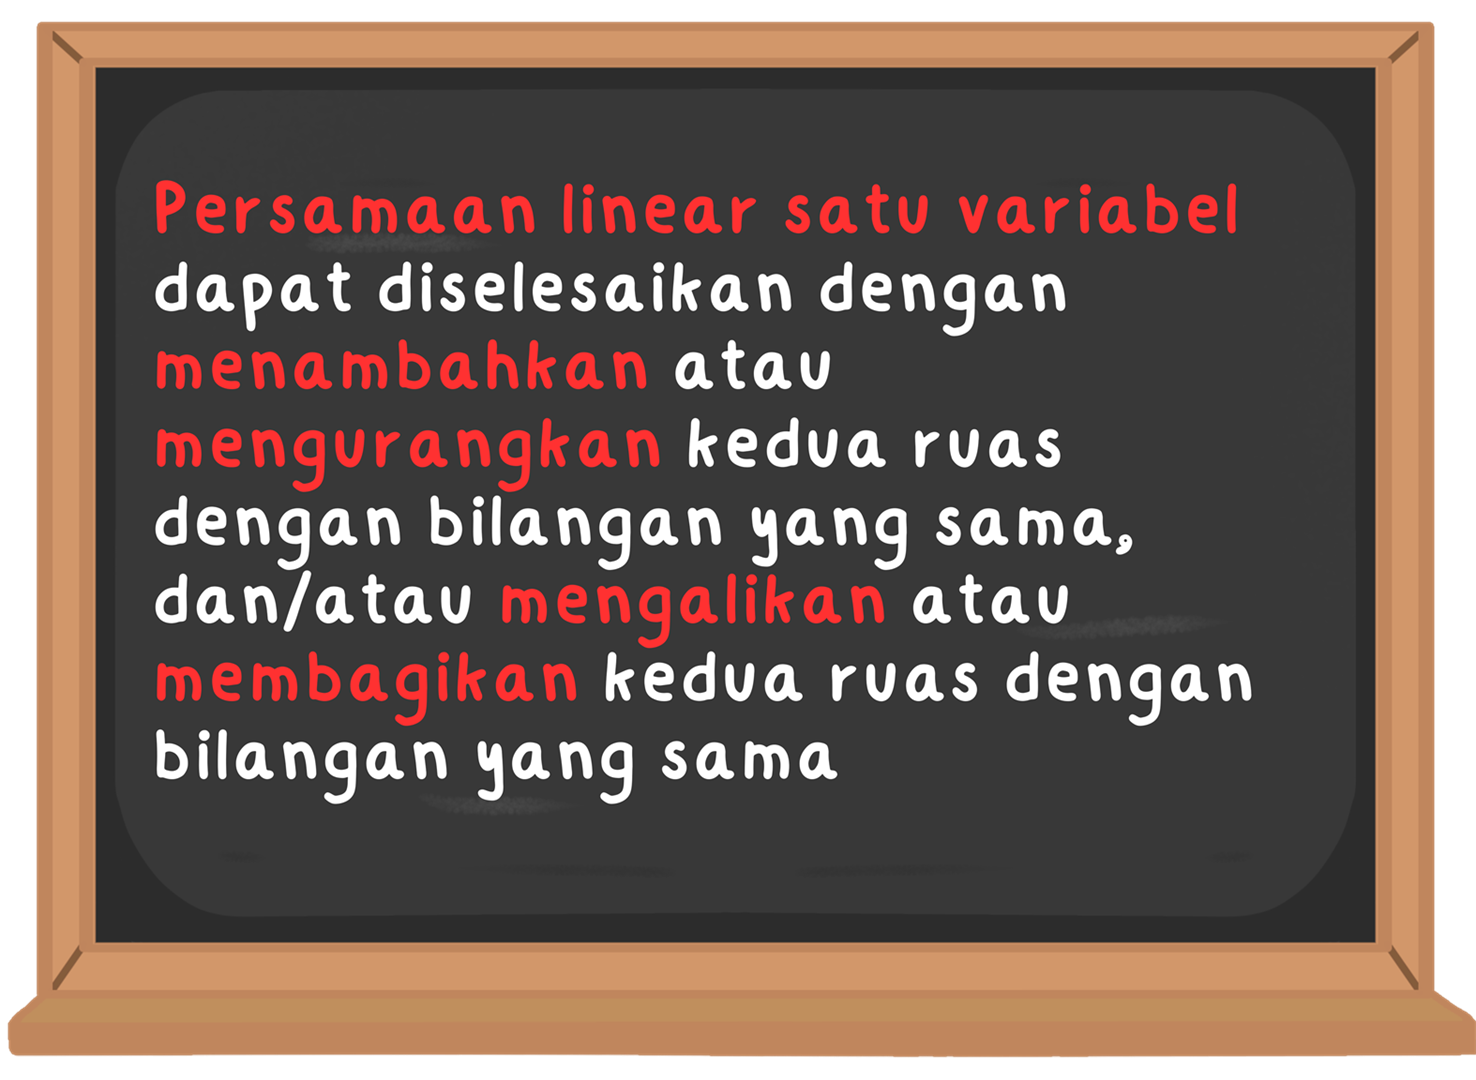 Persamaan linear satu variabel
dapat diselesaikan dengan
menambahkan atau
mengurangkan kedua ruas
dengan bilangan yang sama,
dan/atau mengalikan atau
membagikan kedua ruas dengan
bilangan yang sama